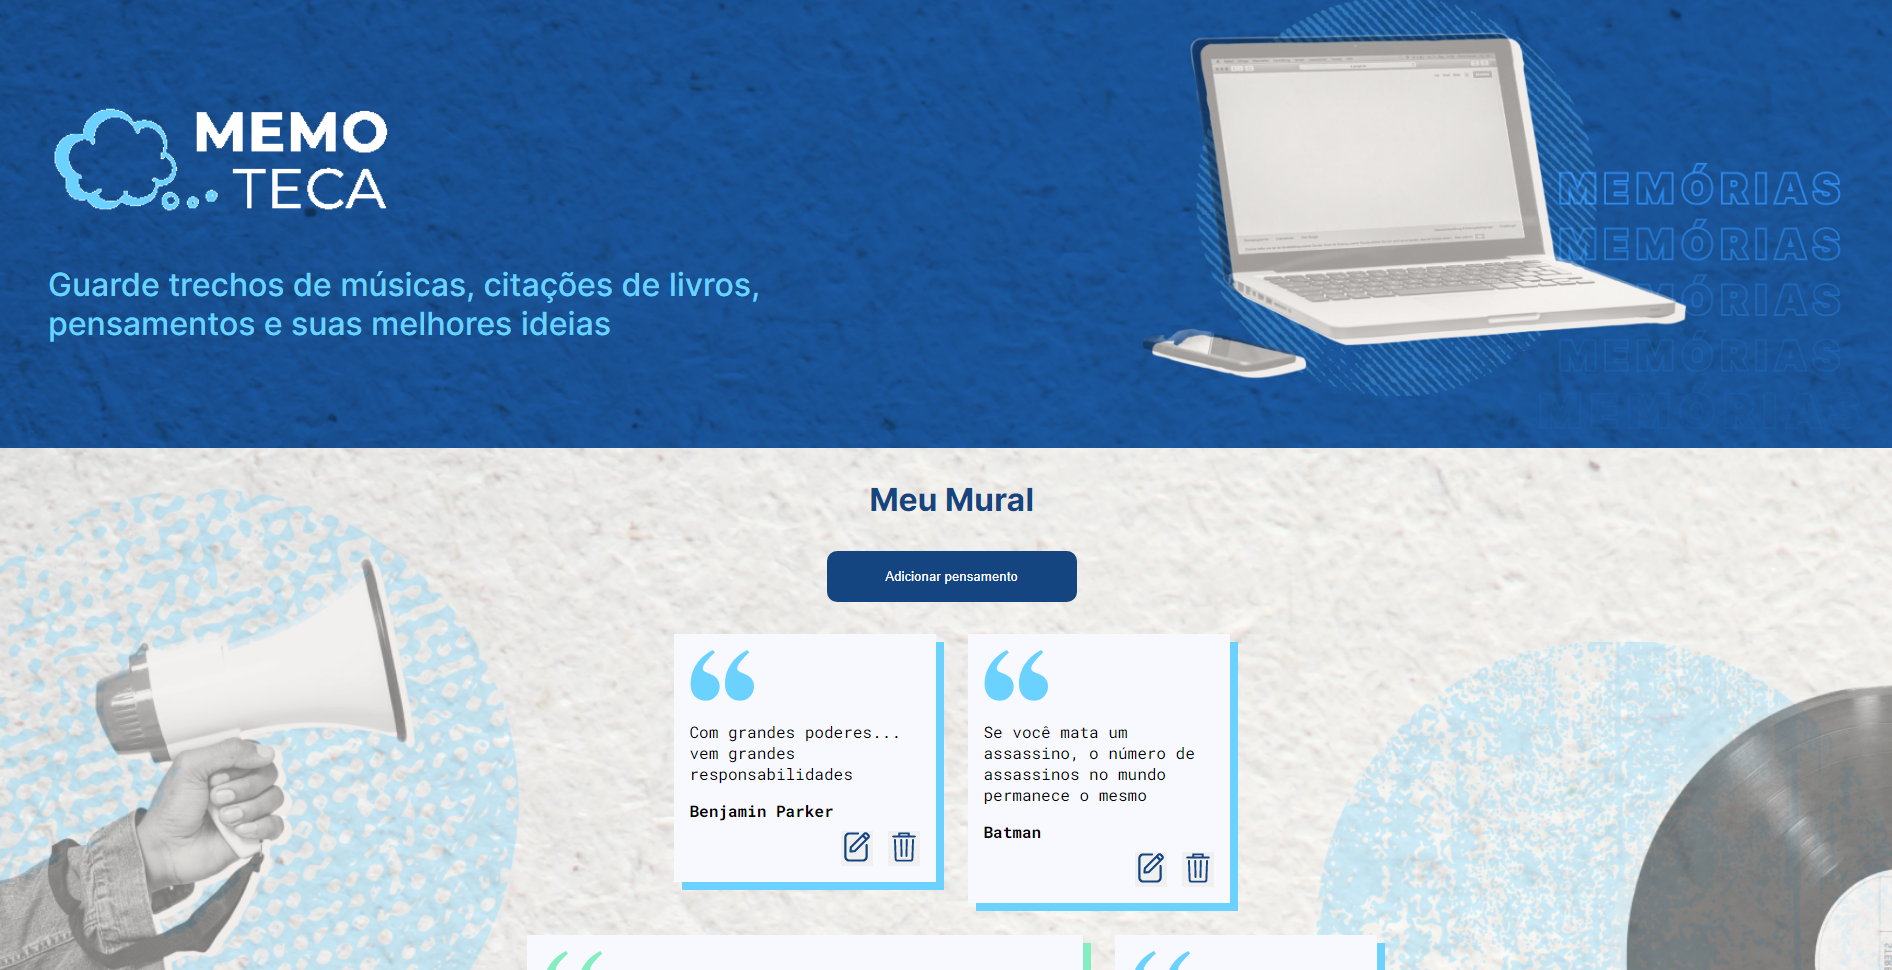 MEMO
TECA
Guarde trechos de músicas, citações de livros,
pensamentos e suas melhores ideias
MEMÓRIAS
MEMÓRIAS
MEMÓRIAS
MEMÓRIAS
Meu Mural
Adicionar pensamento
Com grandes poderes...
vem grandes
responsabilidades
Benjamin Parker
Se você mata um
assassino, o número de
assassinos no mundo
permanece o mesmo
Batman